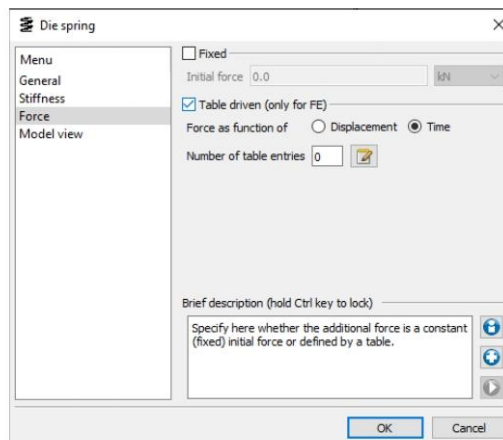 Die spring
Menu
General
Stiffness
Force
Model view
Fixed
Initial force 0.0 kN
Table driven (only for FE)
Force as function of Displacement Time
Number of table entries 0
Brief description (hold Ctrl key to lock)
Specify here whether the additional force is a constant
(fixed) initial force or defined by a table.
OK Cancel